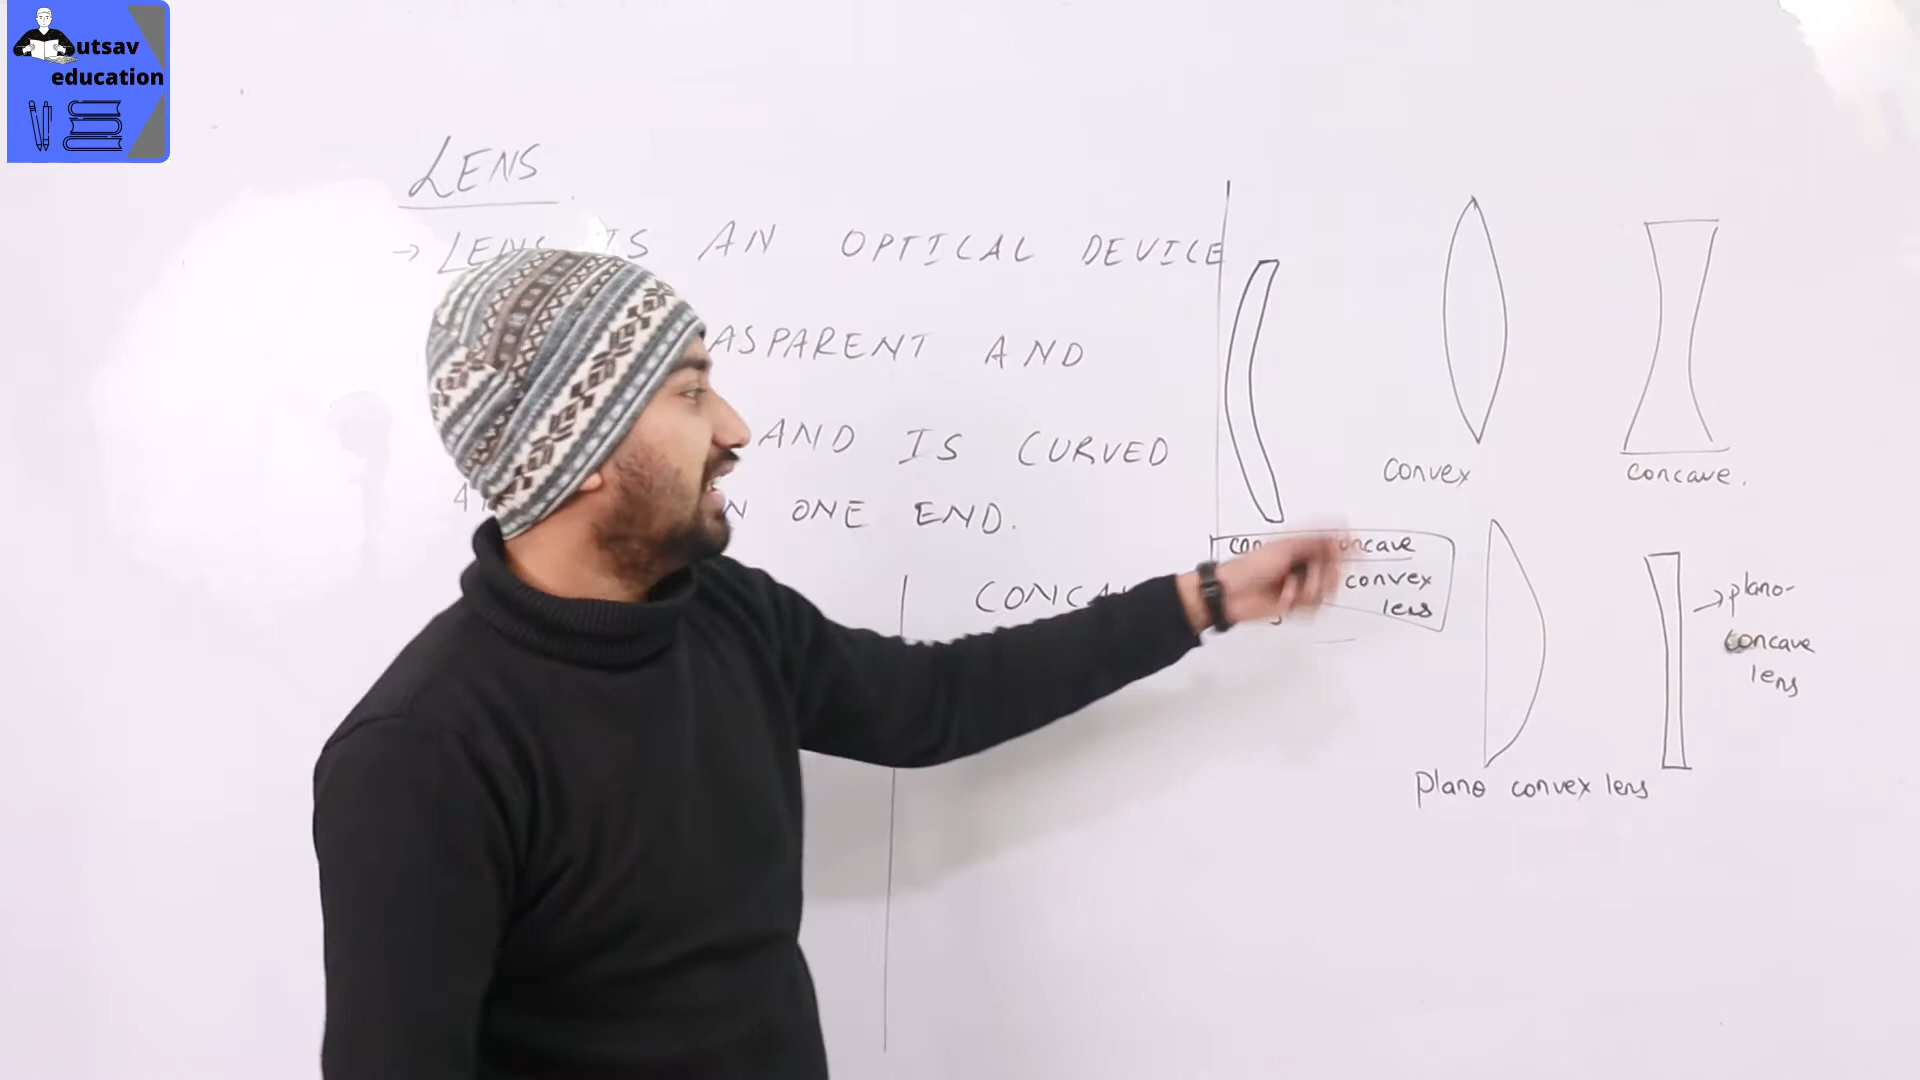 utsav
education
LENS
→ LENS IS AN OPTICAL DEVICE
ASPARENT AND
AND IS CURVED
ONE END.
CONCA
convex
concave.
concave
convex
lens
plano-
concave
lens
plano convex lens